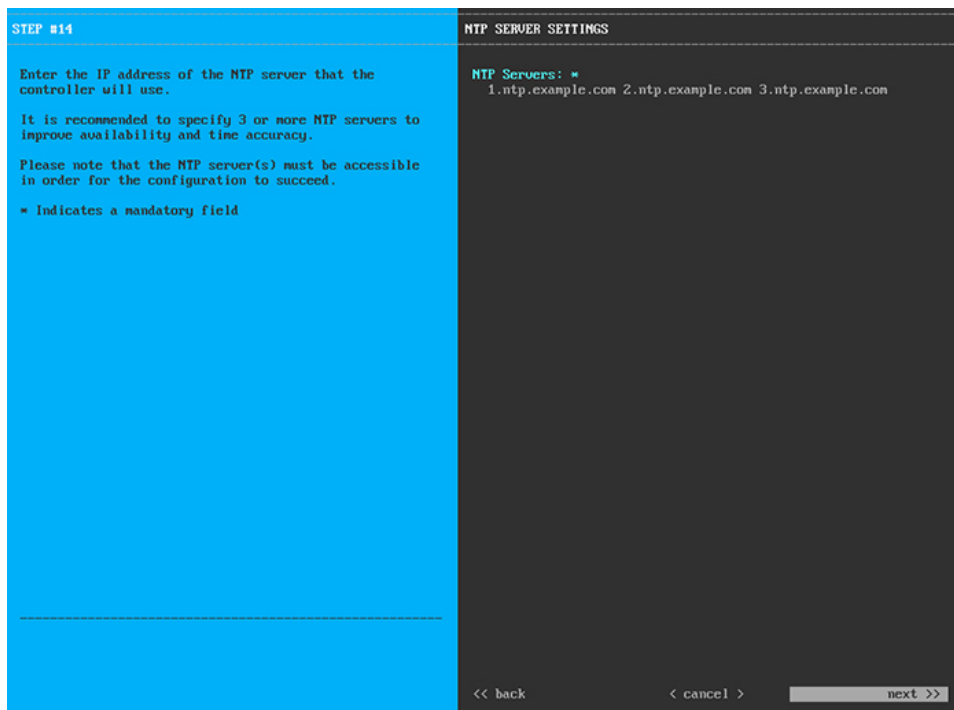 STEP #14
Enter the IP address of the NTP server that the
controller will use.
It is recommended to specify 3 or more NTP servers to
improve availability and time accuracy.
Please note that the NTP server(s) must be accessible
in order for the configuration to succeed.
* Indicates a mandatory field
NTP SERVER SETTINGS
NTP Servers: *
1.ntp.example.com 2.ntp.example.com 3.ntp.example.com
<< back < cancel > next >>